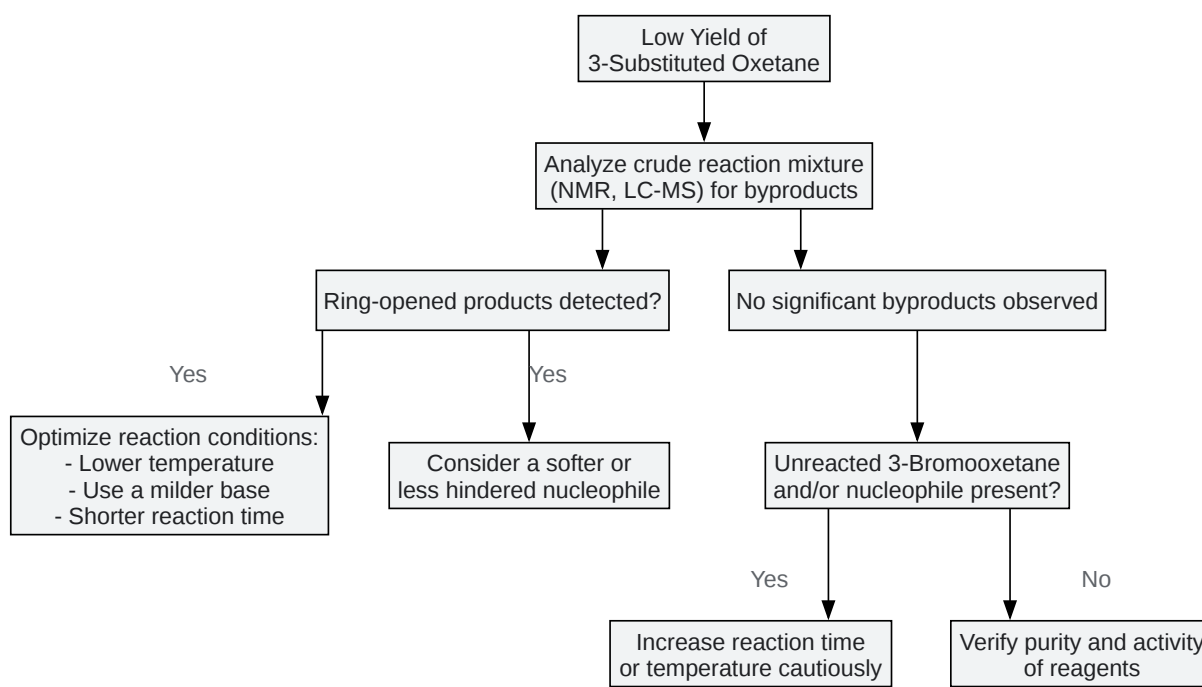 Low Yield of
3-Substituted Oxetane
Analyze crude reaction mixture
(NMR, LC-MS) for byproducts
Ring-opened products detected?
No significant byproducts observed
Yes
Yes
Optimize reaction conditions:
- Lower temperature
- Use a milder base
- Shorter reaction time
Consider a softer or
less hindered nucleophile
Unreacted 3-Bromooxetane
and/or nucleophile present?
Yes
No
Increase reaction time
or temperature cautiously
Verify purity and activity
of reagents